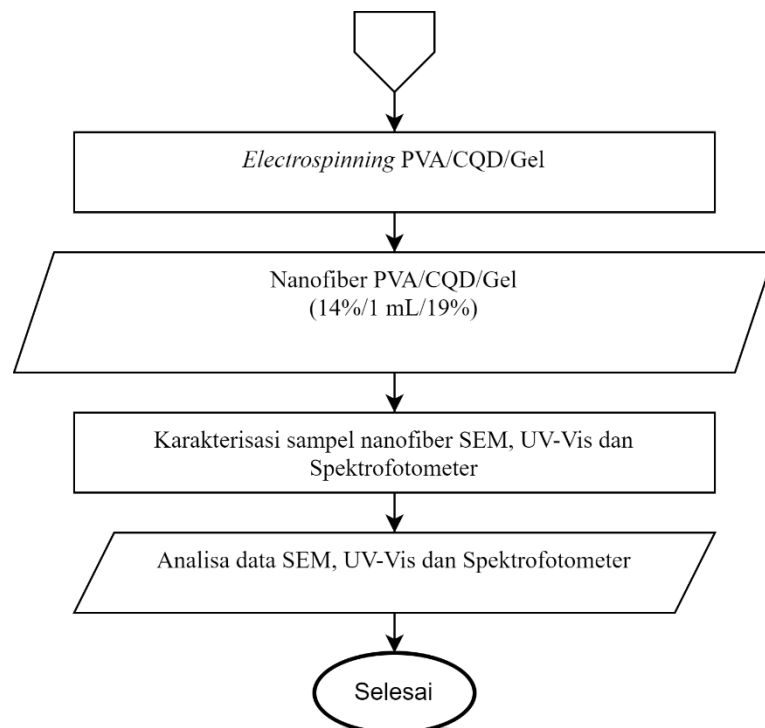 Electrospinning PVA/CQD/Gel
Nanofiber PVA/CQD/Gel
(14%/1 mL/19%)
Karakterisasi sampel nanofiber SEM, UV-Vis dan
Spektrofotometer
Analisa data SEM, UV-Vis dan Spektrofotometer
Selesai